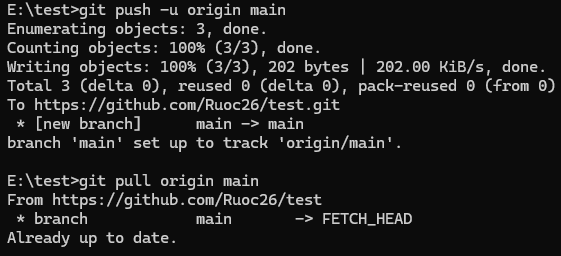 E:\test>git push -u origin main
Enumerating objects: 3, done.
Counting objects: 100% (3/3), done.
Writing objects: 100% (3/3), 202 bytes | 202.00 KiB/s, done.
Total 3 (delta 0), reused 0 (delta 0), pack-reused 0 (from 0)
To https://github.com/Ruoc26/test.git
 * [new branch]      main -> main
branch 'main' set up to track 'origin/main'.

E:\test>git pull origin main
From https://github.com/Ruoc26/test
 * branch            main       -> FETCH_HEAD
Already up to date.